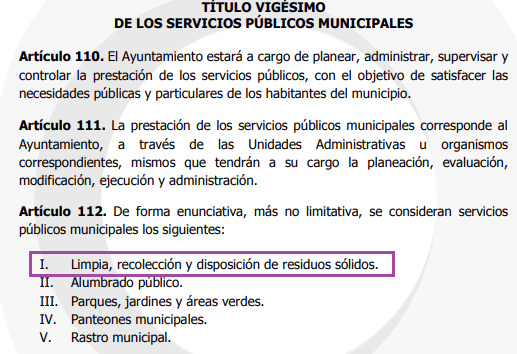 TÍTULO VIGÉSIMO
DE LOS SERVICIOS PÚBLICOS MUNICIPALES
Artículo 110. El Ayuntamiento estará a cargo de planear, administrar, supervisar y
controlar la prestación de los servicios públicos, con el objetivo de satisfacer las
necesidades públicas y particulares de los habitantes del municipio.
Artículo 111. La prestación de los servicios públicos municipales corresponde al
Ayuntamiento, a través de las Unidades Administrativas u organismos
correspondientes, mismos que tendrán a su cargo la planeación, evaluación,
modificación, ejecución y administración.
Artículo 112. De forma enunciativa, más no limitativa, se consideran servicios
públicos municipales los siguientes:
I. Limpia, recolección y disposición de residuos sólidos.
II. Alumbrado público.
III. Parques, jardines y áreas verdes.
IV. Panteones municipales.
V. Rastro municipal.